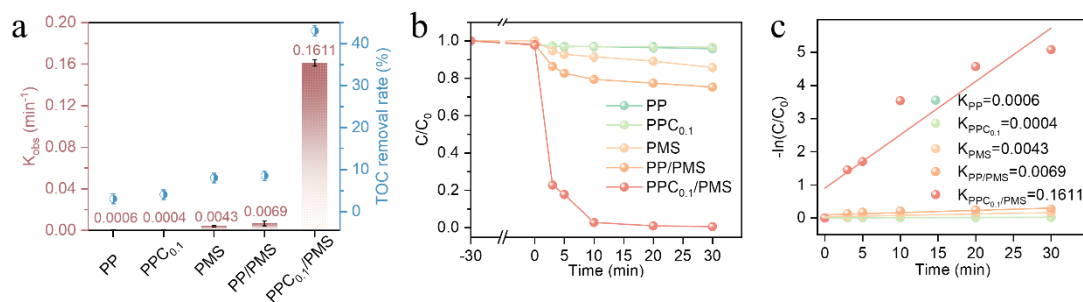 a
K_obs (min⁻¹)
0.20
0.16
0.12
0.08
0.04
0.00
0.0006
0.0004
0.0043
0.0069
0.1611
PP
PPC₀.₁
PMS
PP/PMS
PPC₀.₁/PMS
40
30
20
10
0
TOC removal rate (%)
b
C/C₀
1.0
0.8
0.6
0.4
0.2
0.0
PP
PPC₀.₁
PMS
PP/PMS
PPC₀.₁/PMS
-30
0
5
10
15
20
25
30
Time (min)
c
-ln(C/C₀)
5
4
3
2
1
0
K_PP=0.0006
K_PPC₀.₁=0.0004
K_PMS=0.0043
K_PP/PMS=0.0069
K_PPC₀.₁/PMS=0.1611
0
5
10
15
20
25
30
Time (min)